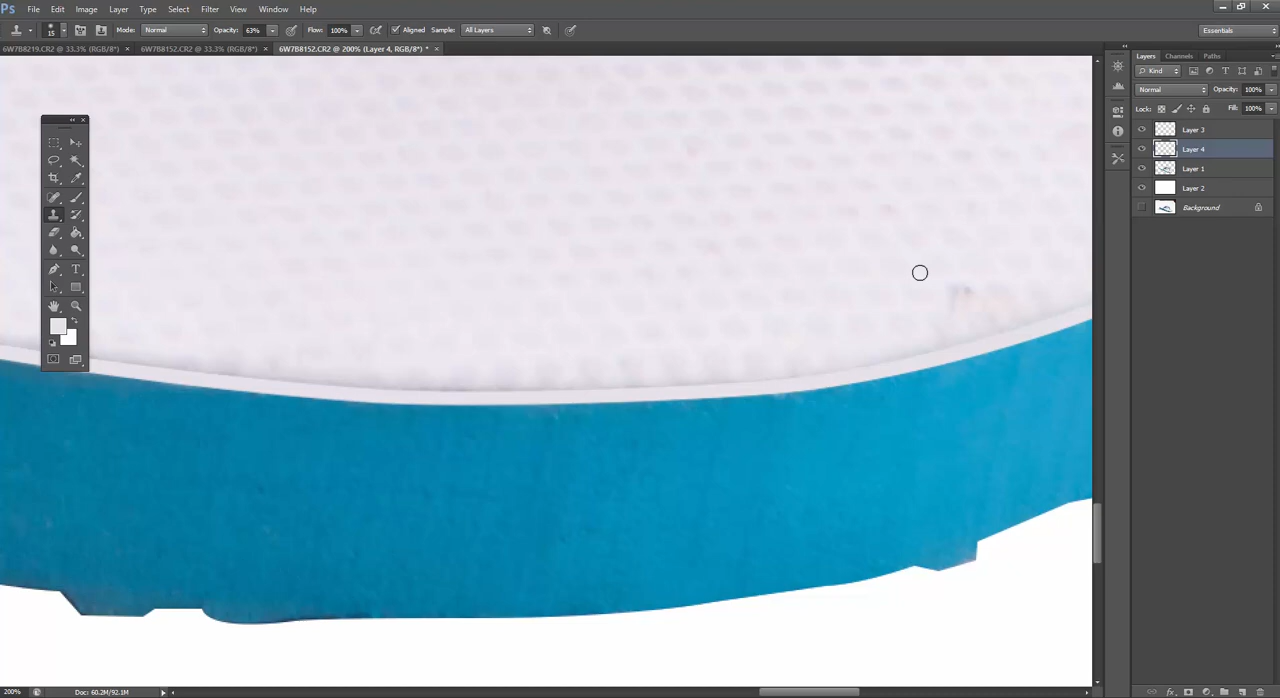 Ps File Edit Image Layer Type Select Filter View Window Help
15 Mode: Normal Opacity: 63% Flow: 100% Aligned Sample: All Layers Essentials
6W7B8219.CR2 @ 33.3% (RGB/8*) × 6W7B8152.CR2 @ 33.3% (RGB/8*) × 6W7B8152.CR2 @ 200% (Layer 4, RGB/8*) * ×
Layers Channels Paths
Kind
Normal Opacity: 100%
Lock: Fill: 100%
Layer 3
Layer 4
Layer 1
Layer 2
Background
200% Doc: 60.2M/92.1M